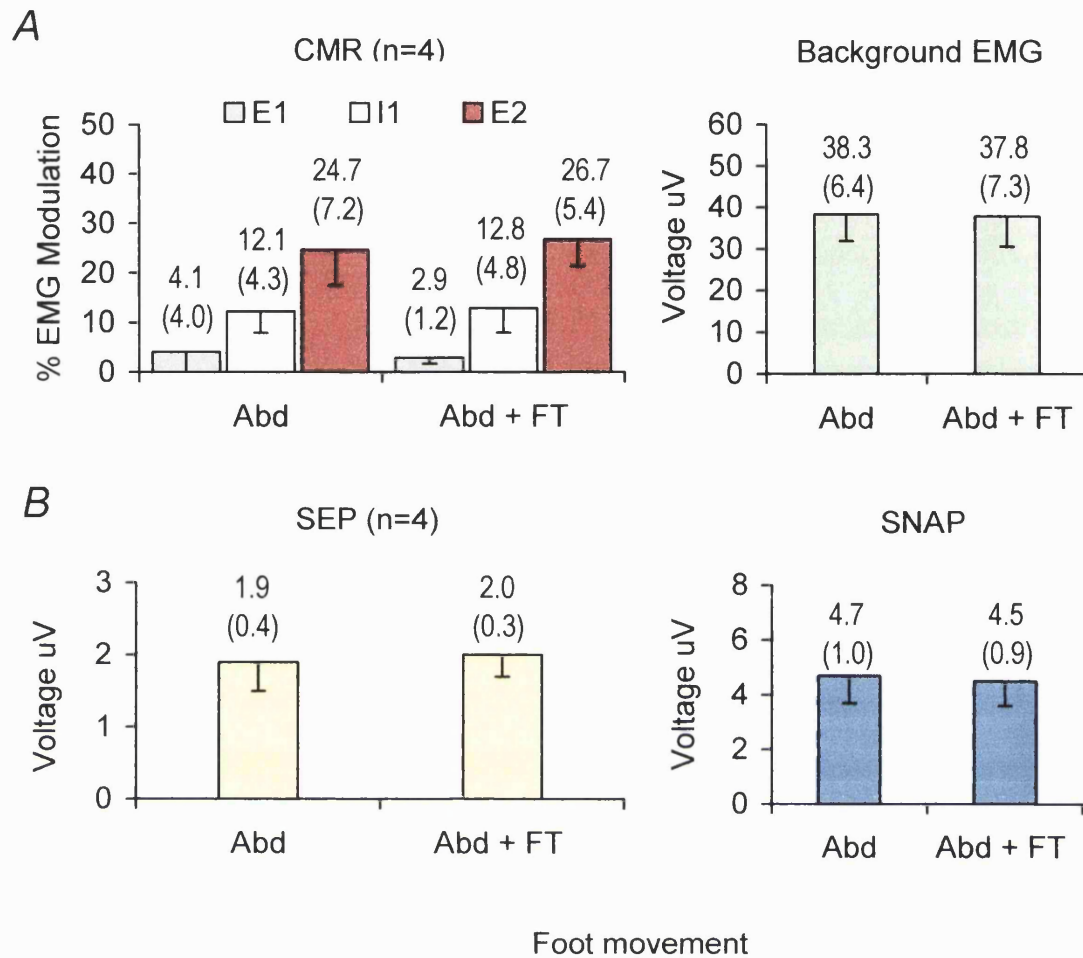 A
CMR (n=4)
E1 I1 E2
% EMG Modulation
50
40
30
20
10
0
4.1
(4.0)
12.1
(4.3)
24.7
(7.2)
2.9
(1.2)
12.8
(4.8)
26.7
(5.4)
Abd
Abd + FT
Background EMG
Voltage uV
60
50
40
30
20
10
0
38.3
(6.4)
37.8
(7.3)
Abd
Abd + FT
B
SEP (n=4)
Voltage uV
3
2
1
0
1.9
(0.4)
2.0
(0.3)
Abd
Abd + FT
SNAP
Voltage uV
8
6
4
2
0
4.7
(1.0)
4.5
(0.9)
Abd
Abd + FT
Foot movement